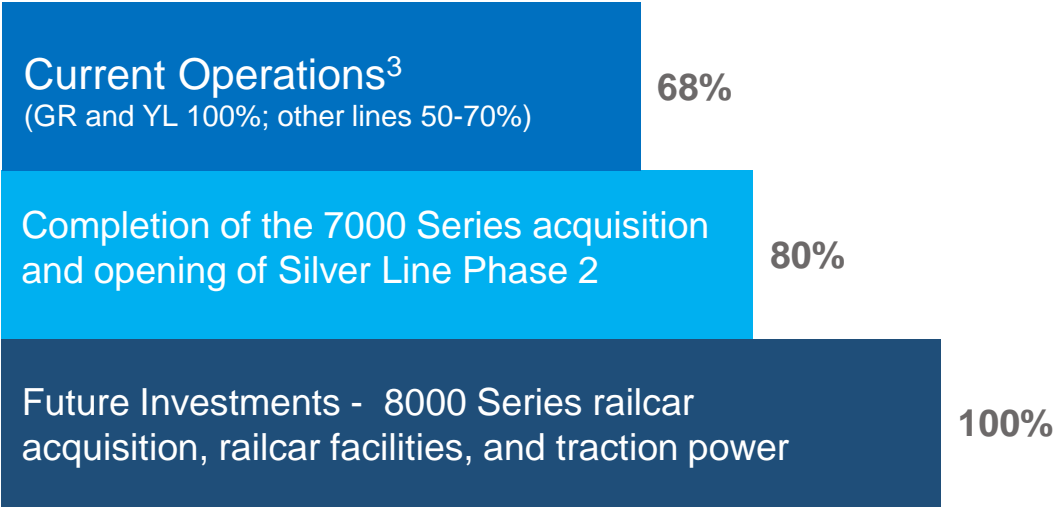 Current Operations³
(GR and YL 100%; other lines 50-70%)
68%
Completion of the 7000 Series acquisition
and opening of Silver Line Phase 2
80%
Future Investments -  8000 Series railcar
acquisition, railcar facilities, and traction power
100%